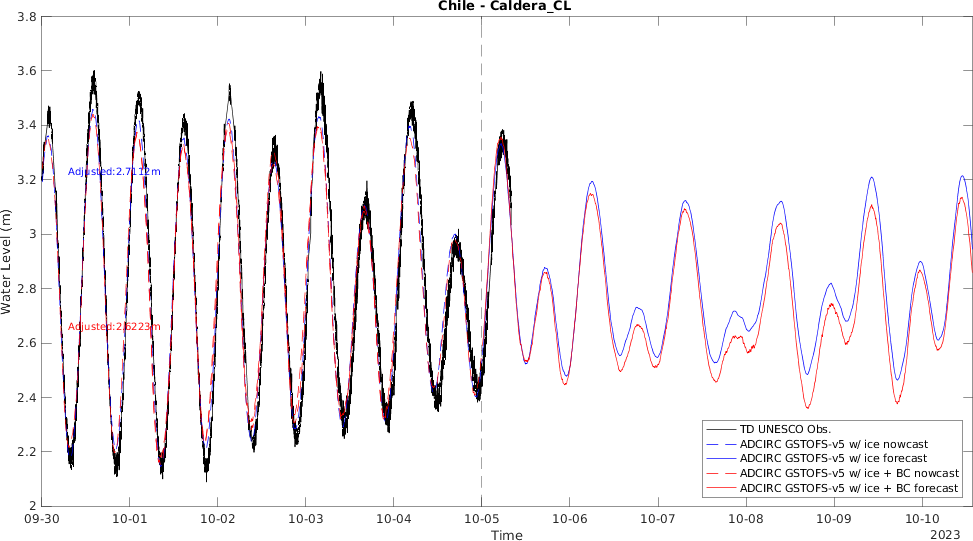 Chile - Caldera_CL
3.8
3.6
3.4
3.2
3
2.8
2.6
2.4
2.2
2
Water Level (m)
Adjusted:2.7112m
Adjusted:2.6223m
TD UNESCO Obs.
ADCIRC GSTOFS-v5 w/ ice nowcast
ADCIRC GSTOFS-v5 w/ ice forecast
ADCIRC GSTOFS-v5 w/ ice + BC nowcast
ADCIRC GSTOFS-v5 w/ ice + BC forecast
09-30 10-01 10-02 10-03 10-04 10-05 10-06 10-07 10-08 10-09 10-10
Time
2023